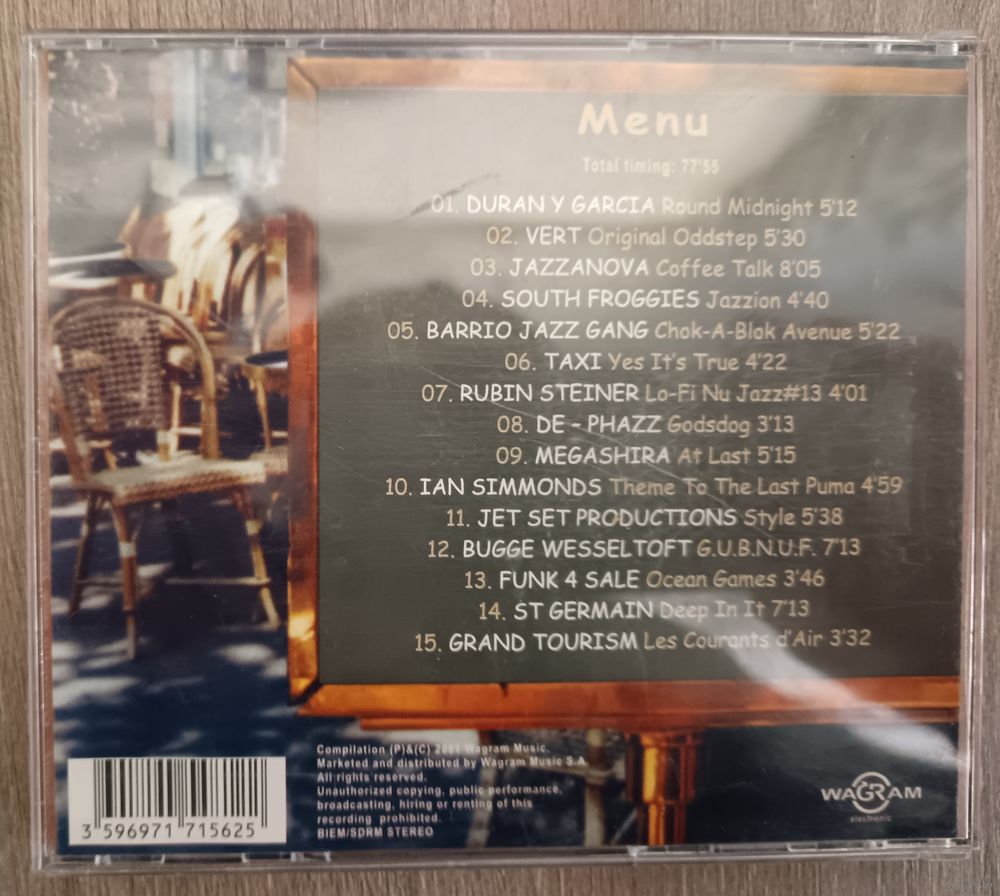 Menu
Total timing: 77'55
01. DURAN Y GARCIA Round Midnight 5'12
02. VERT Original Oddstep 5'30
03. JAZZANOVA Coffee Talk 8'05
04. SOUTH FROGGIES Jazzion 4'40
05. BARRIO JAZZ GANG Chok-A-Blok Avenue 5'22
06. TAXI Yes It's True 4'22
07. RUBIN STEINER Lo-Fi Nu Jazz#13 4'01
08. DE - PHAZZ Godsdog 3'13
09. MEGASHIRA At Last 5'15
10. IAN SIMMONDS Theme To The Last Puma 4'59
11. JET SET PRODUCTIONS Style 5'38
12. BUGGE WESSELTOFT G.U.B.N.U.F. 7'13
13. FUNK 4 SALE Ocean Games 3'46
14. ST GERMAIN Deep In It 7'13
15. GRAND TOURISM Les Courants d'Air 3'32
Compilation (P)&(C) 2001 Wagram Music.
Marketed and distributed by Wagram Music S.A.
All rights reserved.
Unauthorized copying, public performance,
broadcasting, hiring or renting of this
recording prohibited.
BIEM/SDRM STEREO
3 596971 715625
WAGRAM
electronic